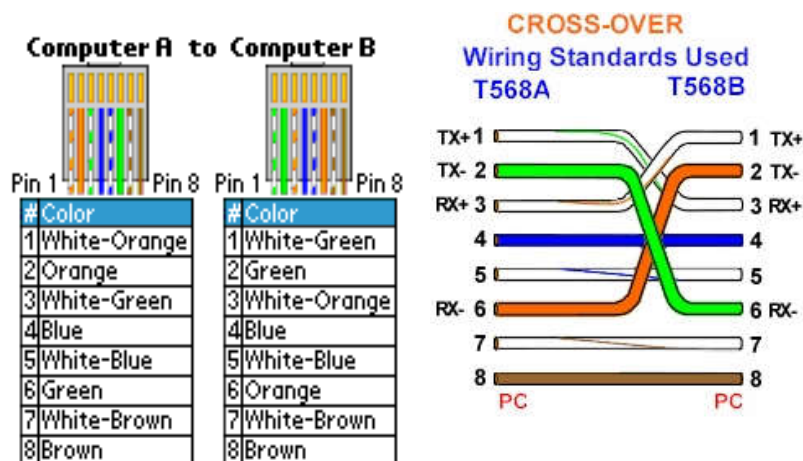 Computer A to Computer B
Pin 1 Pin 8 Pin 1 Pin 8
# Color
1 White-Orange
2 Orange
3 White-Green
4 Blue
5 White-Blue
6 Green
7 White-Brown
8 Brown
# Color
1 White-Green
2 Green
3 White-Orange
4 Blue
5 White-Blue
6 Orange
7 White-Brown
8 Brown
CROSS-OVER
Wiring Standards Used
T568A T568B
TX+ 1 1 TX+
TX- 2 2 TX-
RX+ 3 3 RX+
4 4
5 5
RX- 6 6 RX-
7 7
8 8
PC PC